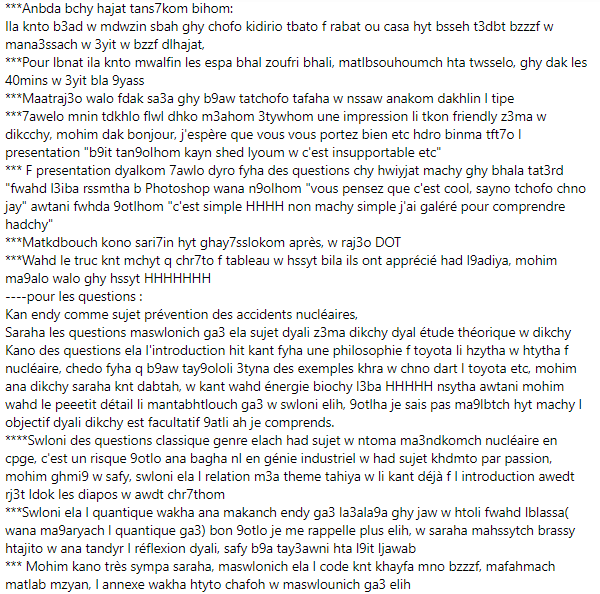 ***Anbda bchy hajat tans7kom bihom:
Ila knto b3ad w mdwzin sbah ghy chofo kidirio tbato f rabat ou casa hyt bsseh t3dbt bzzzf w
mana3ssach w 3yit w bzzf dlhajat,
***Pour lbnat ila knto mwalfin les espa bhal zoufri bhali, matlbsouhoumch hta twsselo, ghy dak les
40mins w 3yit bla 9yass
***Maatraj3o walo fdak sa3a ghy b9aw tatchofo tafaha w nssaw anakom dakhlin l tipe
***7awelo mnin tdkhlo flwl dhko m3ahom 3tywhom une impression li tkon friendly z3ma w
dikcchy, mohim dak bonjour, j'espère que vous vous portez bien etc hdro binma tft7o l
presentation "b9it tan9olhom kayn shed lyoum w c'est insupportable etc"
*** F presentation dyalkom 7awlo dyro fyha des questions chy hwiyjat machy ghy bhala tat3rd
"fwahd l3iba rssmtha b Photoshop wana n9olhom "vous pensez que c'est cool, sayno tchofo chno
jay" awtani fwhda 9otlhom "c'est simple HHHH non machy simple j'ai galéré pour comprendre
hadchy"
***Matkdbouch kono sari7in hyt ghay7sslokom après, w raj3o DOT
***Wahd le truc knt mchyt q chr7to f tableau w hssyt bila ils ont apprécié had l9adiya, mohim
ma9alo walo ghy hssyt HHHHHHH
----pour les questions :
Kan endy comme sujet prévention des accidents nucléaires,
Saraha les questions maswlonich ga3 ela sujet dyali z3ma dikchy dyal étude théorique w dikchy
Kano des questions ela l'introduction hit kant fyha une philosophie f toyota li hzytha w htytha f
nucléaire, chedo fyha q b9aw tay9ololi 3tyna des exemples khra w chno dart l toyota etc, mohim
ana dikchy saraha knt dabtah, w kant wahd énergie biochy l3ba HHHHH nsytha awtani mohim
wahd le peeetit détail li mantabhtlouch ga3 w swloni elih, 9otlha je sais pas ma9lbtch hyt machy l
objectif dyali dikchy est facultatif 9atli ah je comprends.
****Swloni des questions classique genre elach had sujet w ntoma ma3ndkomch nucléaire en
cpge, c'est un risque 9otlo ana bagha nl en génie industriel w had sujet khdmto par passion,
mohim ghmi9 w safy, swloni ela l relation m3a theme tahiya w li kant déjà f l introduction awedt
rj3t ldok les diapos w awdt chr7thom
***Swloni ela l quantique wakha ana makanch endy ga3 la3ala9a ghy jaw w htoli fwahd lblassa(
wana ma9aryach l quantique ga3) bon 9otlo je me rappelle plus elih, w saraha mahssytch brassy
htajito w ana tandyr l réflexion dyali, safy b9a tay3awni hta l9it ljawab
*** Mohim kano très sympa saraha, maswlonich ela l code knt khayfa mno bzzzf, mafahmach
matlab mzyan, l annexe wakha htyto chafoh w maswlounich ga3 elih